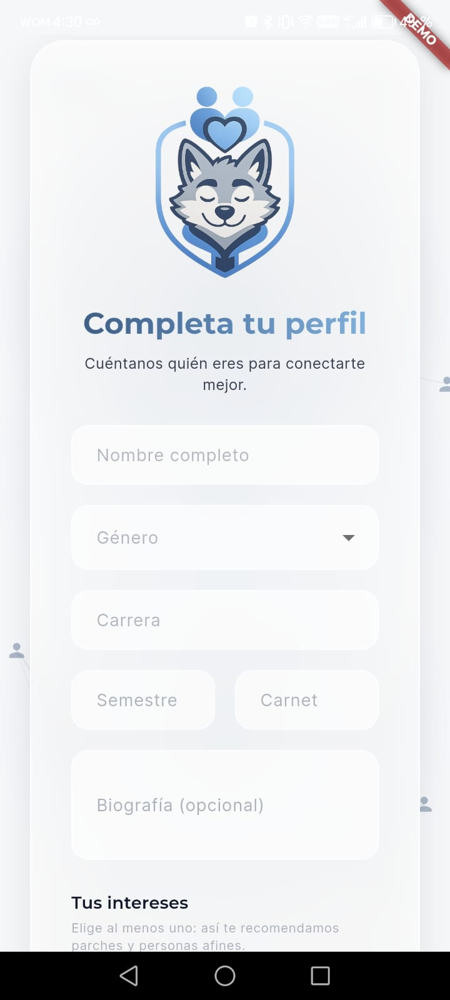 WOM 4:30
DEMO
Completa tu perfil
Cuéntanos quién eres para conectarte
mejor.
Nombre completo
Género
Carrera
Semestre
Carnet
Biografía (opcional)
Tus intereses
Elige al menos uno: así te recomendamos
parches y personas afines.